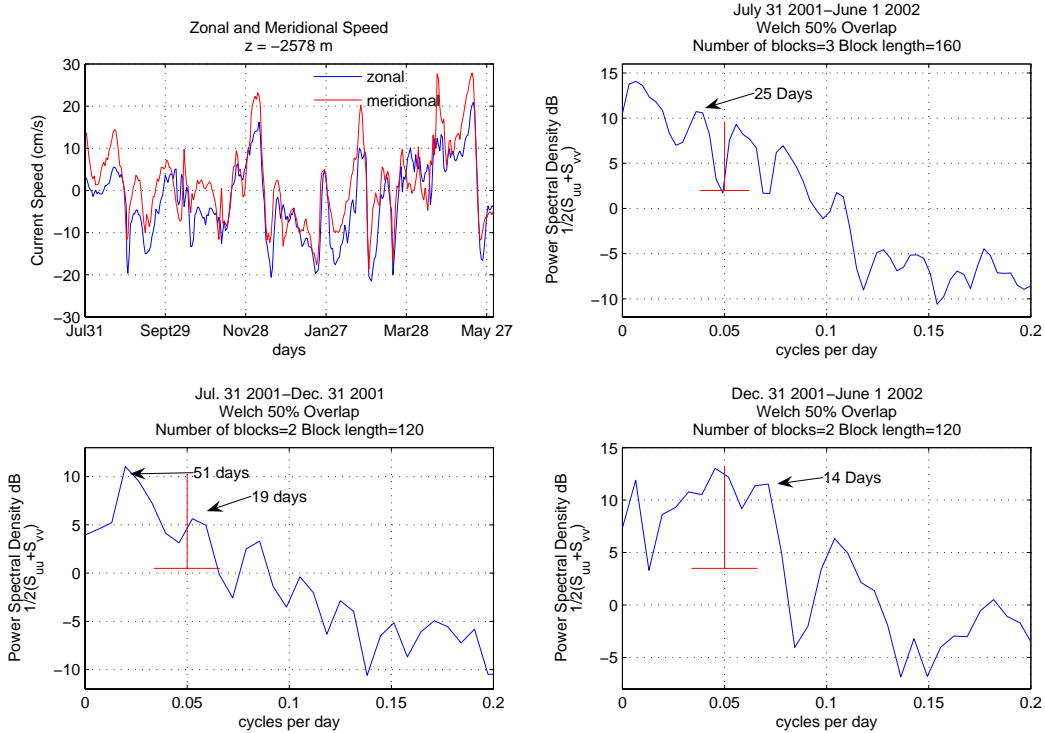 Zonal and Meridional Speed
z = −2578 m
30
20
10
0
−10
−20
−30
Current Speed (cm/s)
zonal
meridional
Jul31
Sept29
Nov28
Jan27
Mar28
May 27
days
July 31 2001−June 1 2002
Welch 50% Overlap
Number of blocks=3 Block length=160
15
10
5
0
−5
−10
Power Spectral Density dB
1/2(S_uu+S_vv)
25 Days
0
0.05
0.1
0.15
0.2
cycles per day
Jul. 31 2001−Dec. 31 2001
Welch 50% Overlap
Number of blocks=2 Block length=120
10
5
0
−5
−10
Power Spectral Density dB
1/2(S_uu+S_vv)
51 days
19 days
0
0.05
0.1
0.15
0.2
cycles per day
Dec. 31 2001−June 1 2002
Welch 50% Overlap
Number of blocks=2 Block length=120
15
10
5
0
−5
Power Spectral Density dB
1/2(S_uu+S_vv)
14 Days
0
0.05
0.1
0.15
0.2
cycles per day